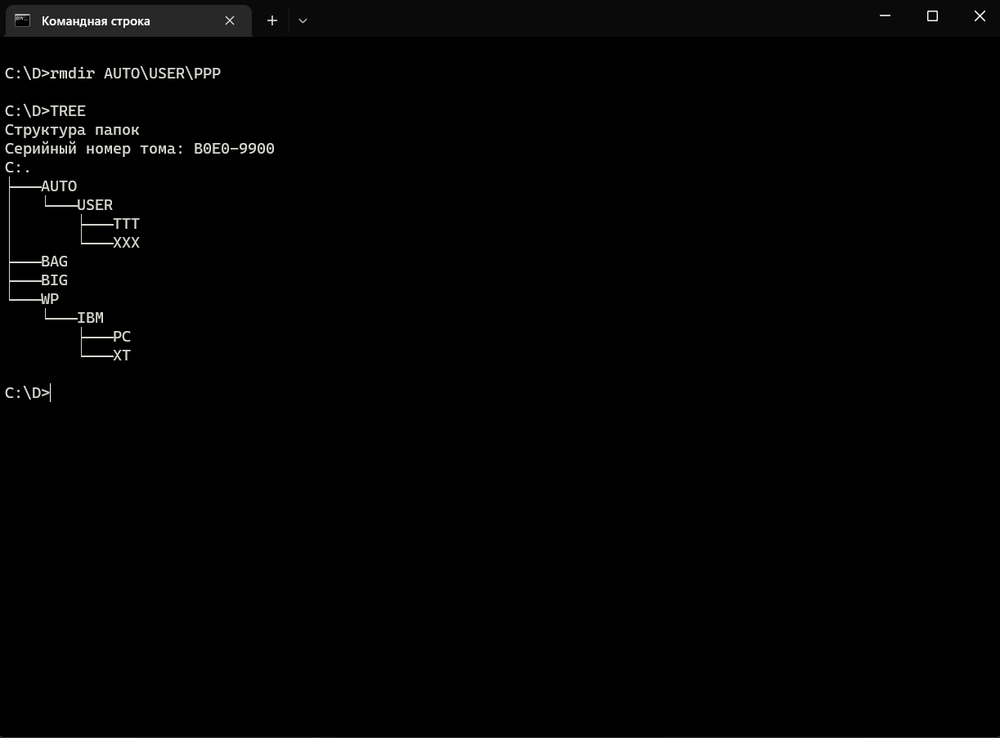 Командная строка
C:\D>rmdir AUTO\USER\PPP
C:\D>TREE
Структура папок
Серийный номер тома: B0E0-9900
C:.
├───AUTO
│   └───USER
│       ├───TTT
│       └───XXX
├───BAG
├───BIG
└───WP
    └───IBM
        ├───PC
        └───XT
C:\D>